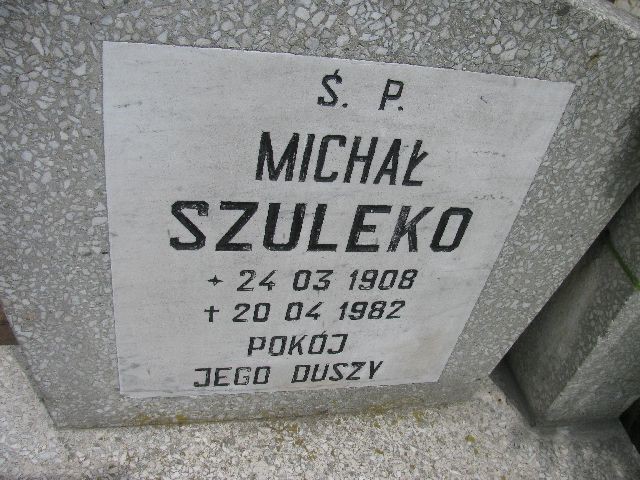 Ś. P.
MICHAŁ
SZULEKO
+ 24 03 1908
† 20 04 1982
POKÓJ
JEGO DUSZY